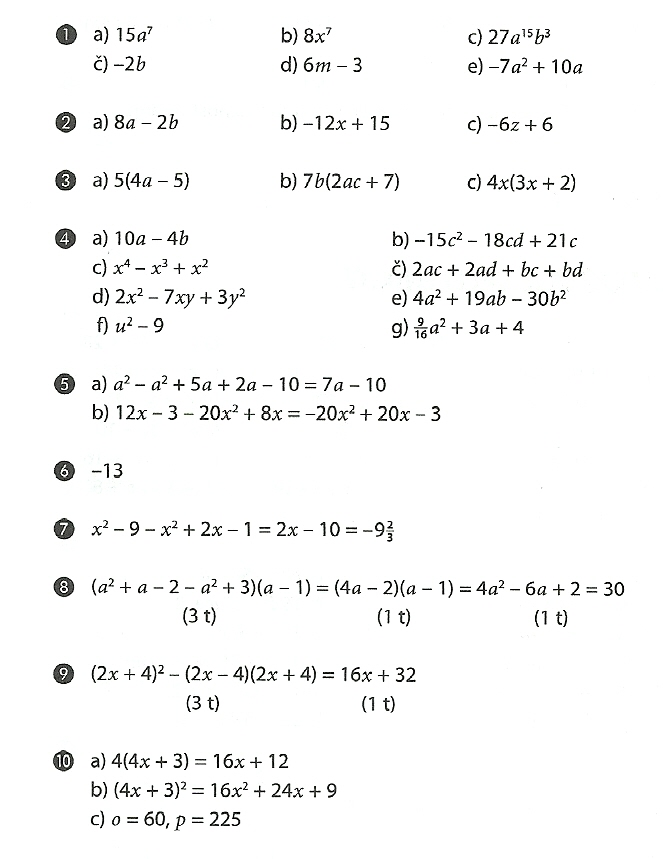 1 a) 15a⁷ b) 8x⁷ c) 27a¹⁵b³
č) –2b d) 6m – 3 e) –7a² + 10a
2 a) 8a – 2b b) –12x + 15 c) –6z + 6
3 a) 5(4a – 5) b) 7b(2ac + 7) c) 4x(3x + 2)
4 a) 10a – 4b b) –15c² – 18cd + 21c
c) x⁴ – x³ + x² č) 2ac + 2ad + bc + bd
d) 2x² – 7xy + 3y² e) 4a² + 19ab – 30b²
f) u² – 9 g) 9/16 a² + 3a + 4
5 a) a² – a² + 5a + 2a – 10 = 7a – 10
b) 12x – 3 – 20x² + 8x = –20x² + 20x – 3
6 –13
7 x² – 9 – x² + 2x – 1 = 2x – 10 = –9 2/3
8 (a² + a – 2 – a² + 3)(a – 1) = (4a – 2)(a – 1) = 4a² – 6a + 2 = 30
(3 t) (1 t) (1 t)
9 (2x + 4)² – (2x – 4)(2x + 4) = 16x + 32
(3 t) (1 t)
10 a) 4(4x + 3) = 16x + 12
b) (4x + 3)² = 16x² + 24x + 9
c) o = 60, p = 225